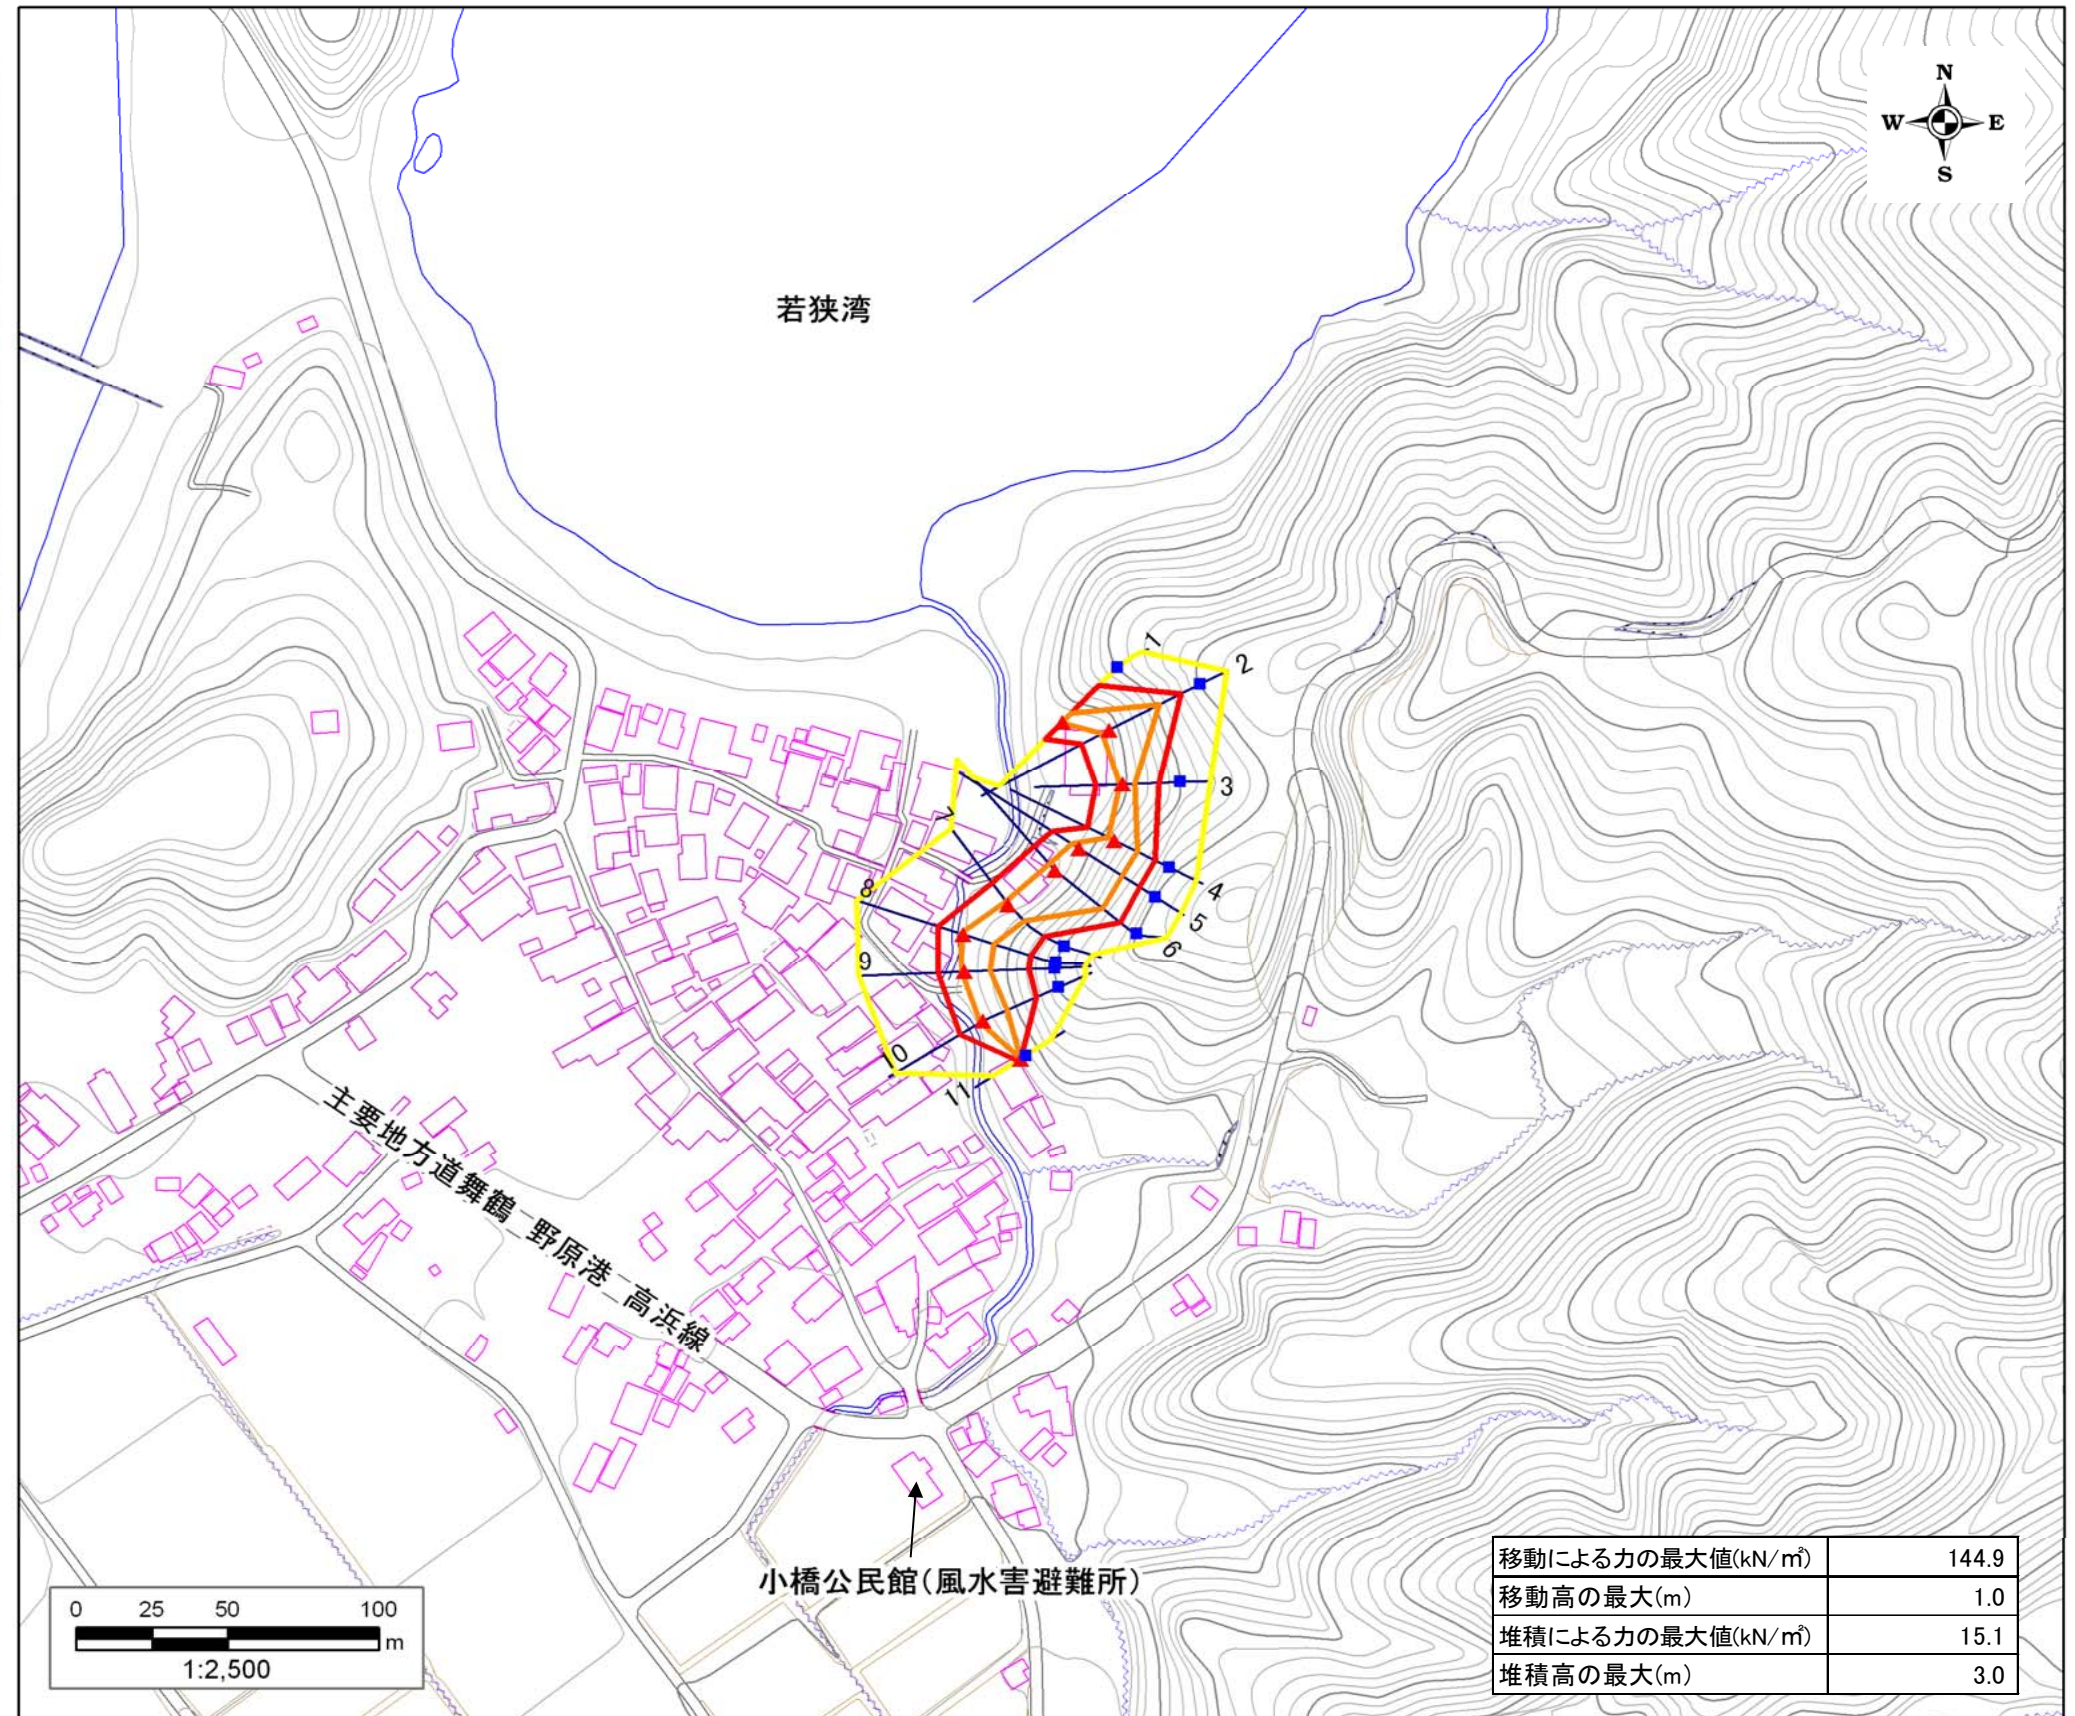 N
W E
S
若狭湾
1
2
3
4
5
6
7
8
9
10
11
主要地方道舞鶴 野原港 高浜線
小橋公民館(風水害避難所)
0 25 50 100
m
1:2,500
移動による力の最大値(kN/㎡) 144.9
移動高の最大(m) 1.0
堆積による力の最大値(kN/㎡) 15.1
堆積高の最大(m) 3.0